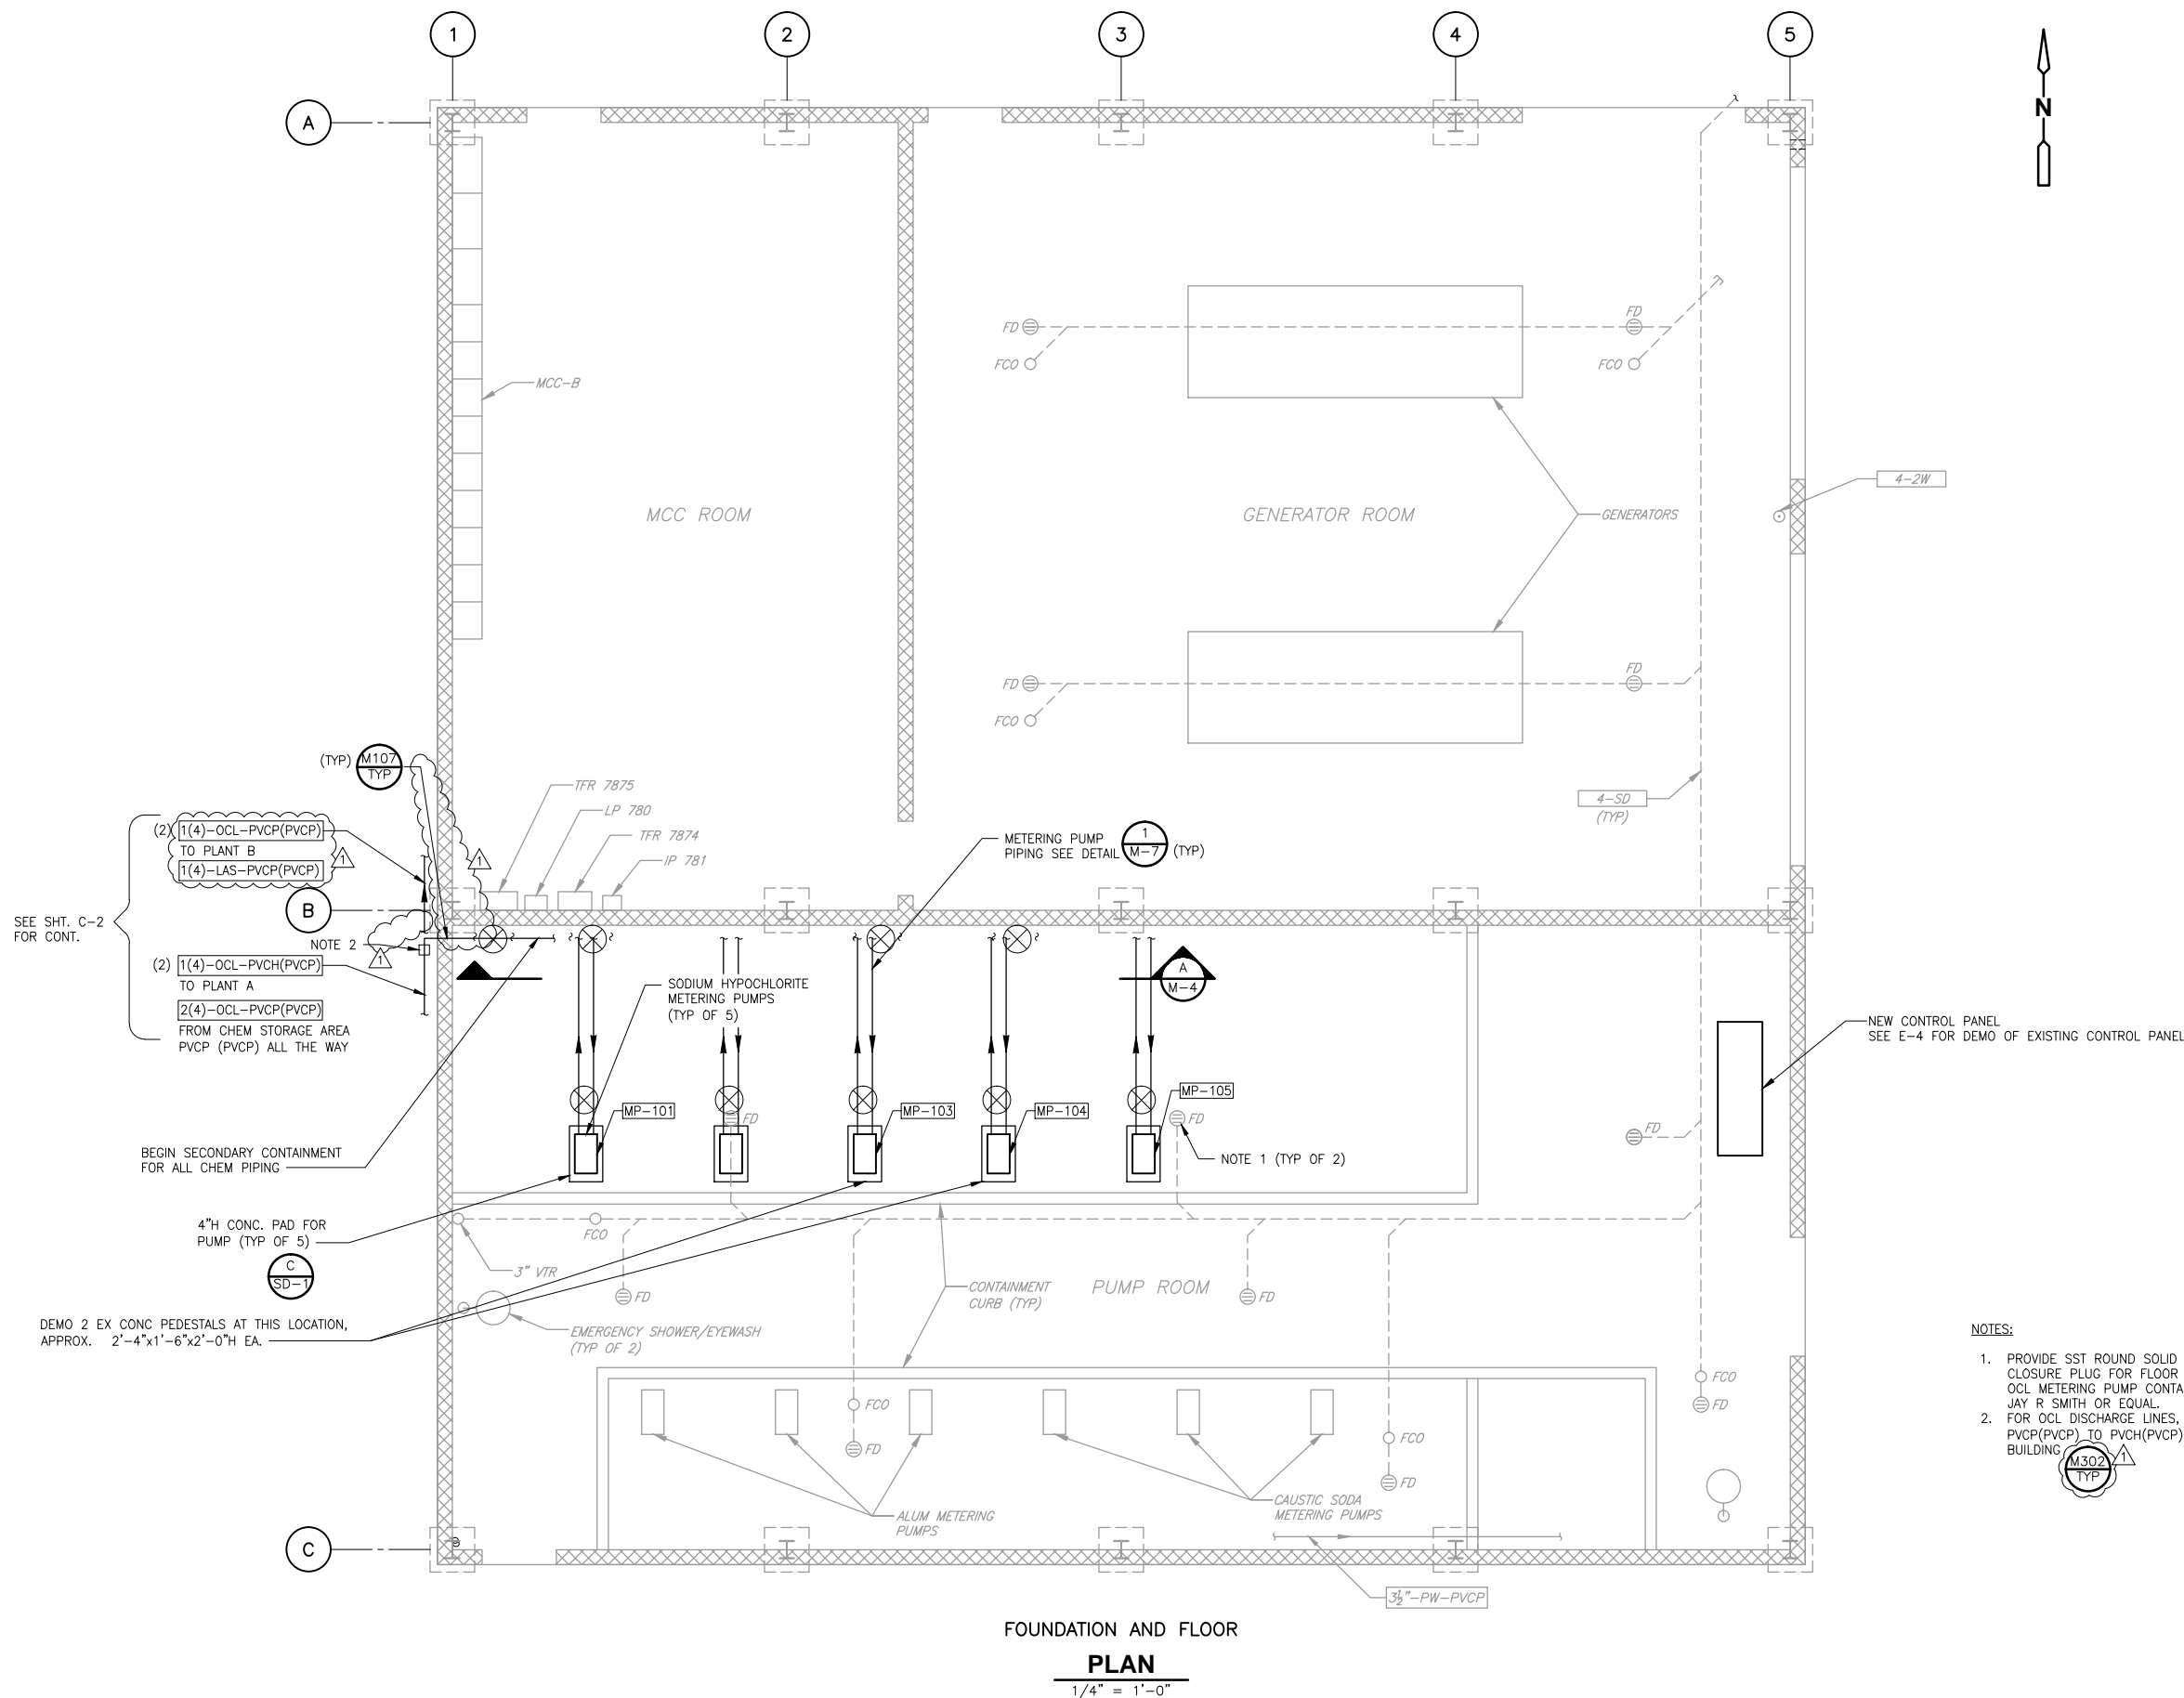 1
2
3
4
5
N
A
B
C
MCC-B
MCC ROOM
GENERATOR ROOM
GENERATORS
FD
FCO
FD
FCO
FD
FCO
FD
4-2W
4-SD
(TYP)
(TYP)
M107
TYP
TFR 7875
LP 780
TFR 7874
IP 781
1
METERING PUMP
PIPING SEE DETAIL
1
M-7
(TYP)
(2)
1(4)-OCL-PVCP(PVCP)
TO PLANT B
1(4)-LAS-PVCP(PVCP)
1
SEE SHT. C-2
FOR CONT.
NOTE 2
1
(2)
1(4)-OCL-PVCH(PVCP)
TO PLANT A
2(4)-OCL-PVCP(PVCP)
FROM CHEM STORAGE AREA
PVCP (PVCP) ALL THE WAY
SODIUM HYPOCHLORITE
METERING PUMPS
(TYP OF 5)
A
M-4
NEW CONTROL PANEL
SEE E-4 FOR DEMO OF EXISTING CONTROL PANEL
MP-101
FD
MP-103
MP-104
MP-105
FD
FD
NOTE 1 (TYP OF 2)
BEGIN SECONDARY CONTAINMENT
FOR ALL CHEM PIPING
4"H CONC. PAD FOR
PUMP (TYP OF 5)
C
SD-1
FCO
3" VTR
FD
CONTAINMENT
CURB (TYP)
PUMP ROOM
FD
DEMO 2 EX CONC PEDESTALS AT THIS LOCATION,
APPROX. 2'-4"x1'-6"x2'-0"H EA.
EMERGENCY SHOWER/EYEWASH
(TYP OF 2)
FCO
FD
FCO
FD
FCO
FD
ALUM METERING
PUMPS
CAUSTIC SODA
METERING PUMPS
3½"-PW-PVCP
NOTES:
1. PROVIDE SST ROUND SOLID
CLOSURE PLUG FOR FLOOR
OCL METERING PUMP CONTA
JAY R SMITH OR EQUAL.
2. FOR OCL DISCHARGE LINES,
PVCP(PVCP) TO PVCH(PVCP)
BUILDING
M302
TYP
1
FOUNDATION AND FLOOR
PLAN
1/4" = 1'-0"